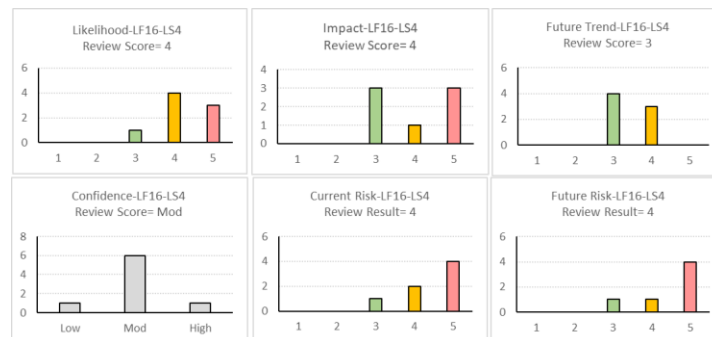 Likelihood-LF16-LS4
Review Score= 4
6
4
2
0
1 2 3 4 5
Impact-LF16-LS4
Review Score= 4
4
3
2
1
0
1 2 3 4 5
Future Trend-LF16-LS4
Review Score= 3
6
4
2
0
1 2 3 4 5
Confidence-LF16-LS4
Review Score= Mod
8
6
4
2
0
Low Mod High
Current Risk-LF16-LS4
Review Result= 4
6
4
2
0
1 2 3 4 5
Future Risk-LF16-LS4
Review Result= 4
6
4
2
0
1 2 3 4 5